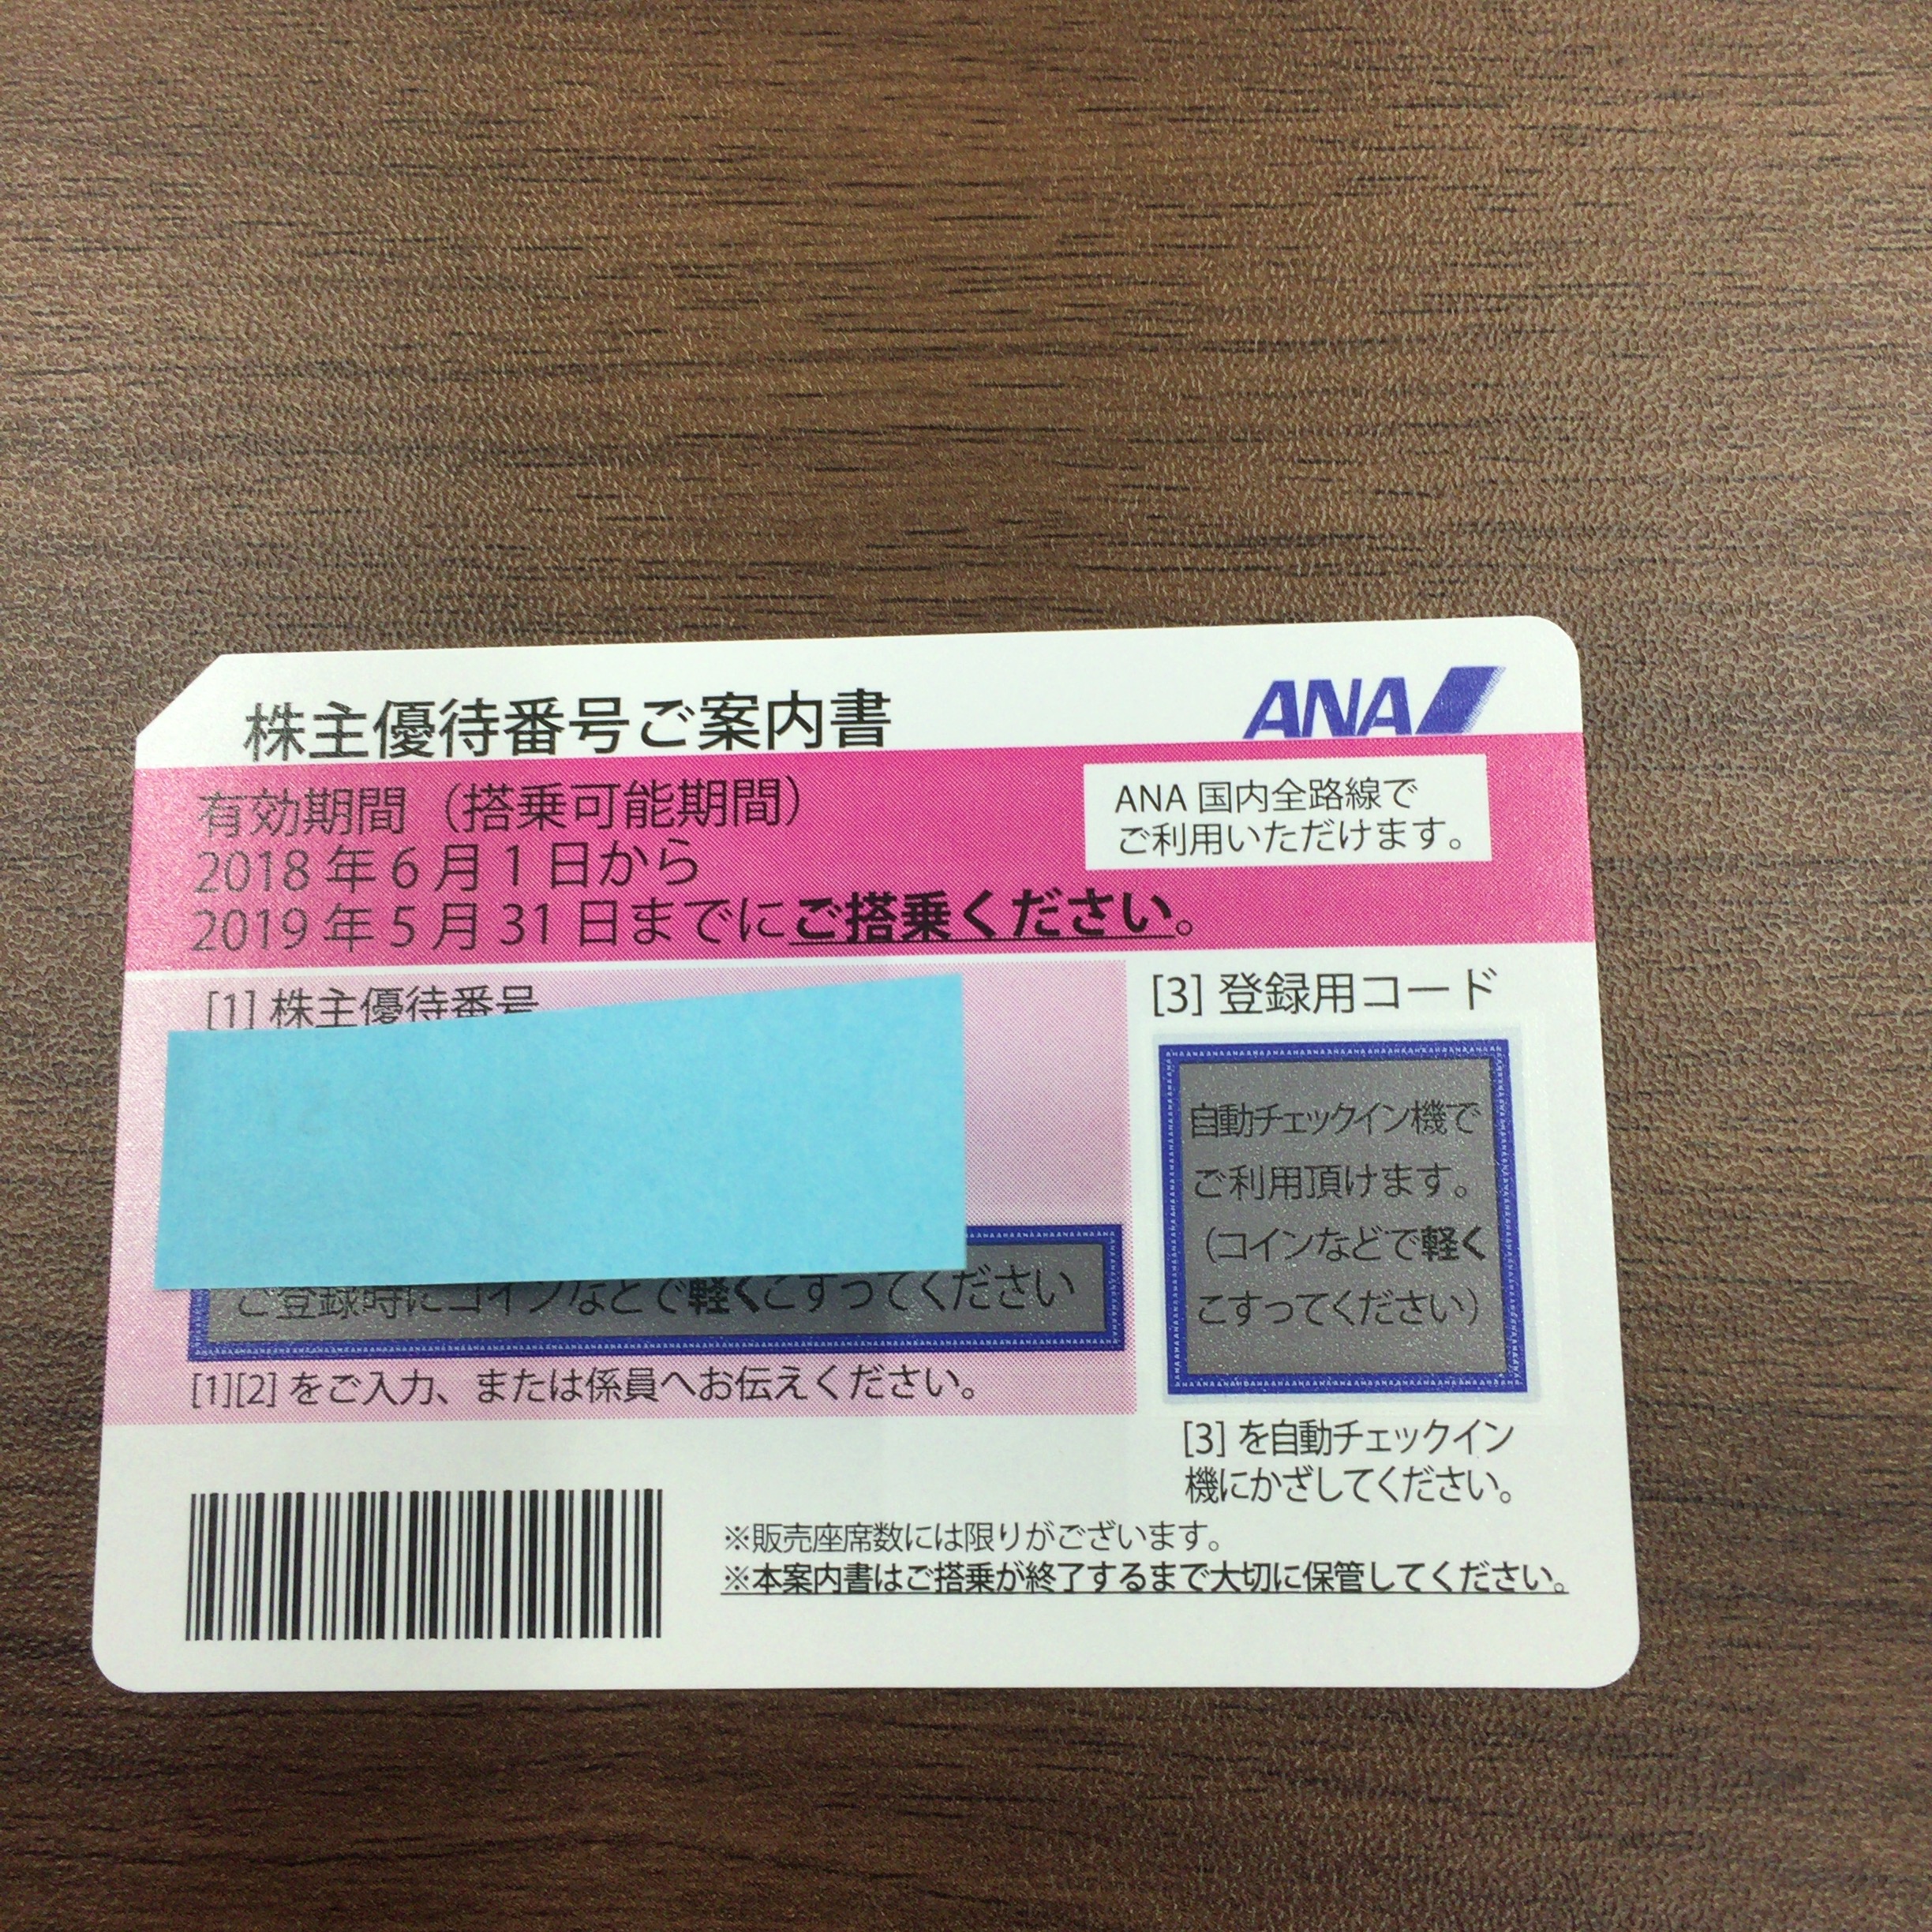 株主優待番号ご案内書
ANA
有効期間（搭乗可能期間）
2018年6月1日から
2019年5月31日までにご搭乗ください。
ANA国内全路線で
ご利用いただけます。
[1] 株主優待番号
ご登録時にコインなどで軽くこすってください
[1][2] をご入力、または係員へお伝えください。
[3] 登録用コード
自動チェックイン機で
ご利用頂けます。
（コインなどで軽く
こすってください）
[3] を自動チェックイン
機にかざしてください。
※販売座席数には限りがございます。
※本案内書はご搭乗が終了するまで大切に保管してください。